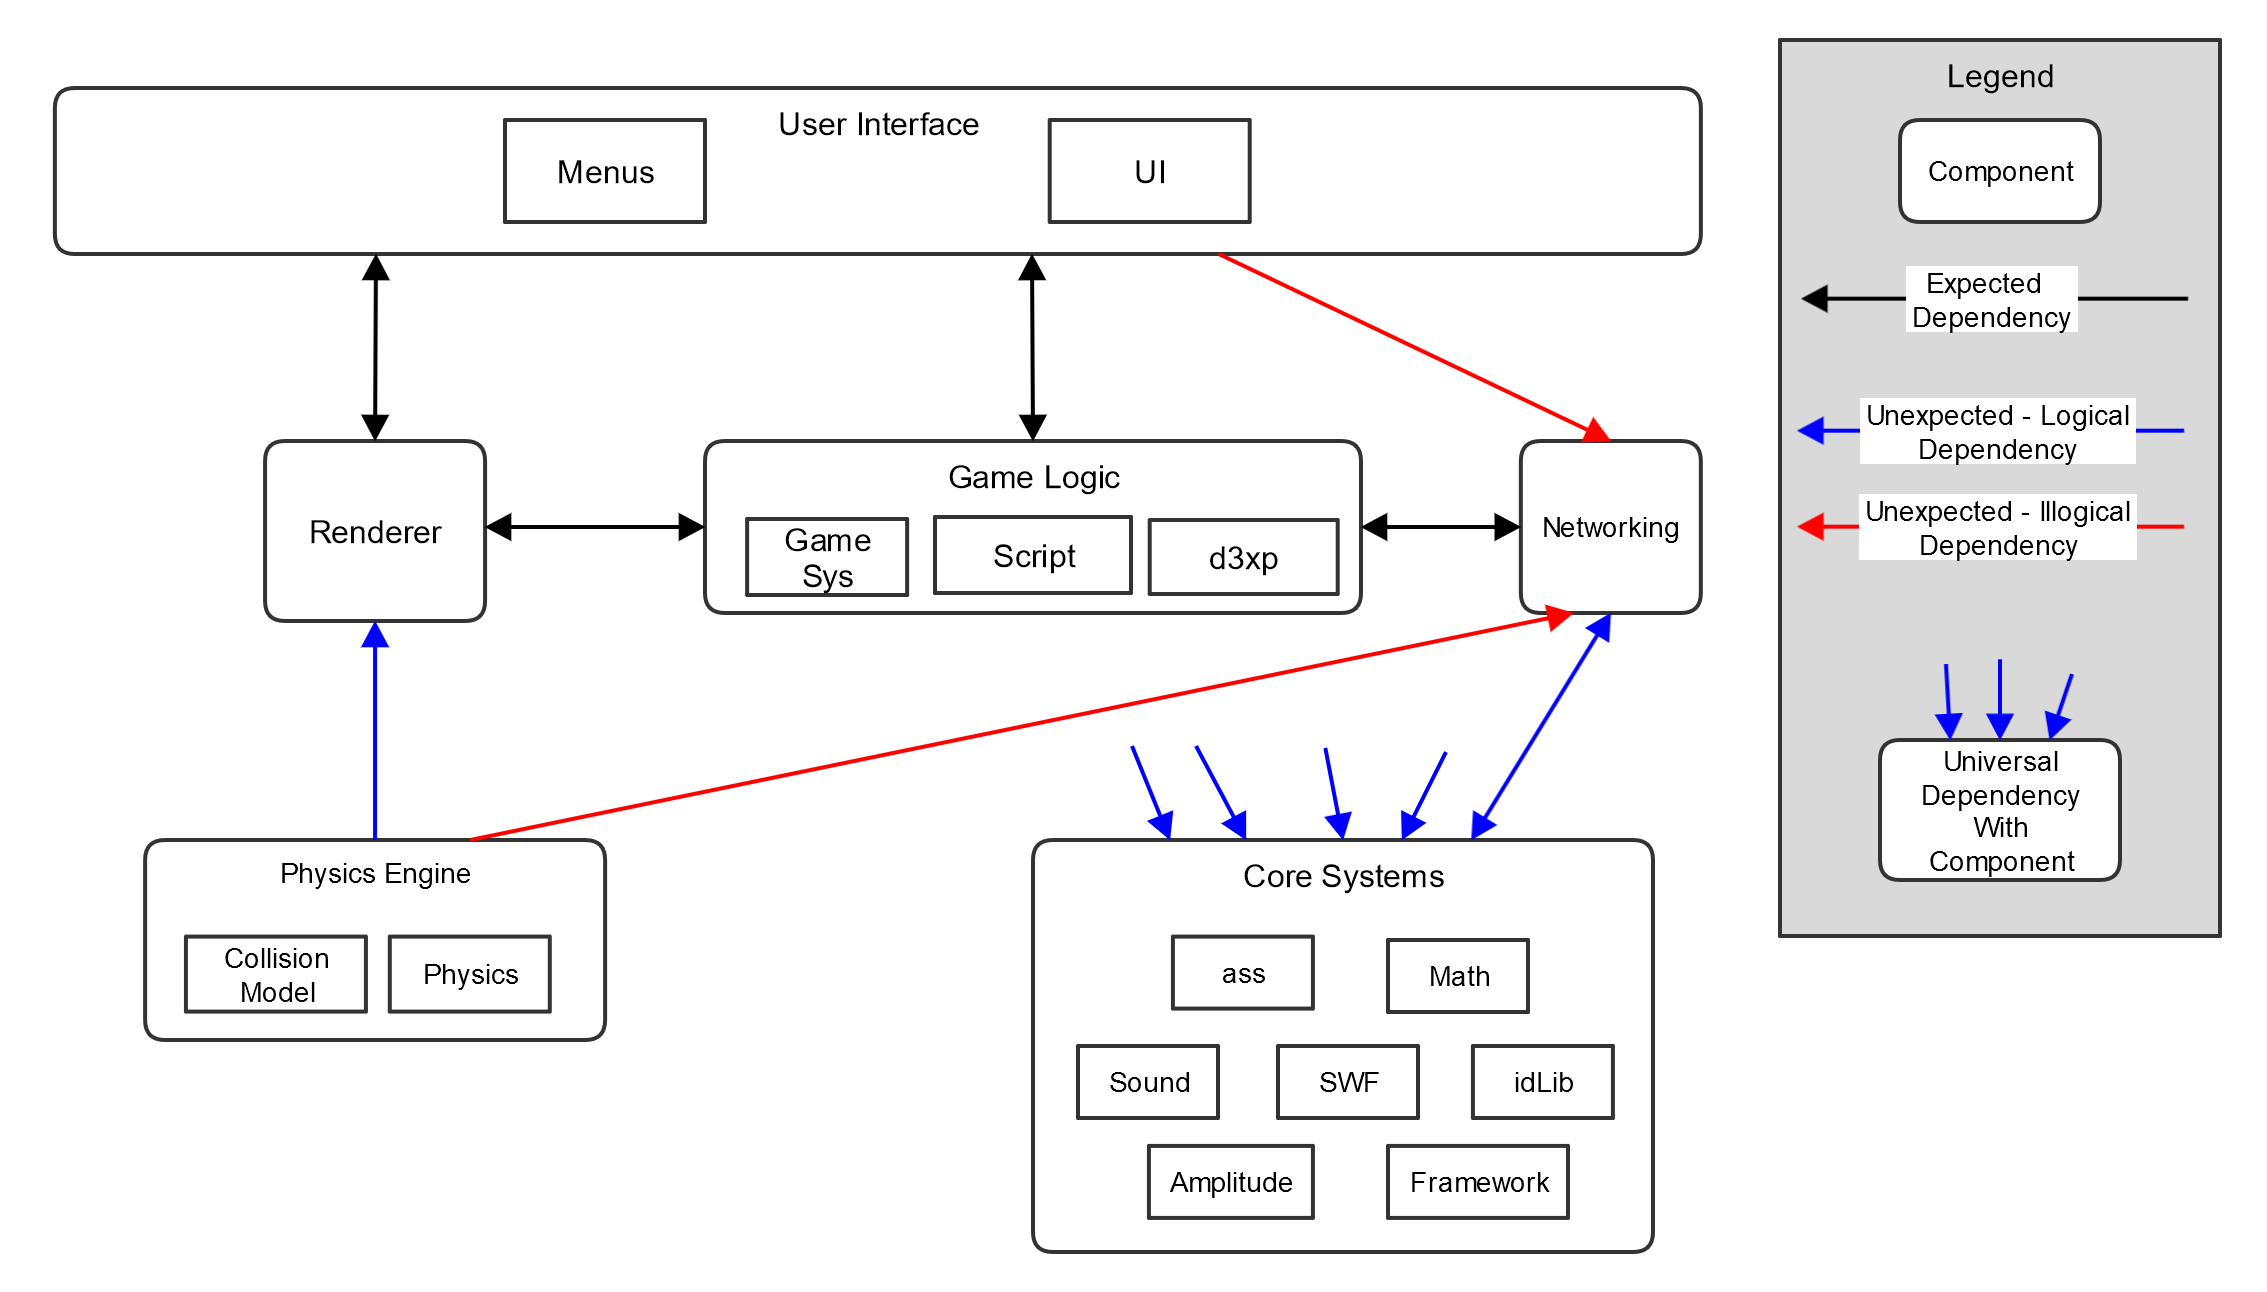 User Interface
Menus
UI
Renderer
Game Logic
Game
Sys
Script
d3xp
Networking
Physics Engine
Collision
Model
Physics
Core Systems
ass
Math
Sound
SWF
idLib
Amplitude
Framework
Legend
Component
Expected
Dependency
Unexpected - Logical
Dependency
Unexpected - Illogical
Dependency
Universal
Dependency
With
Component